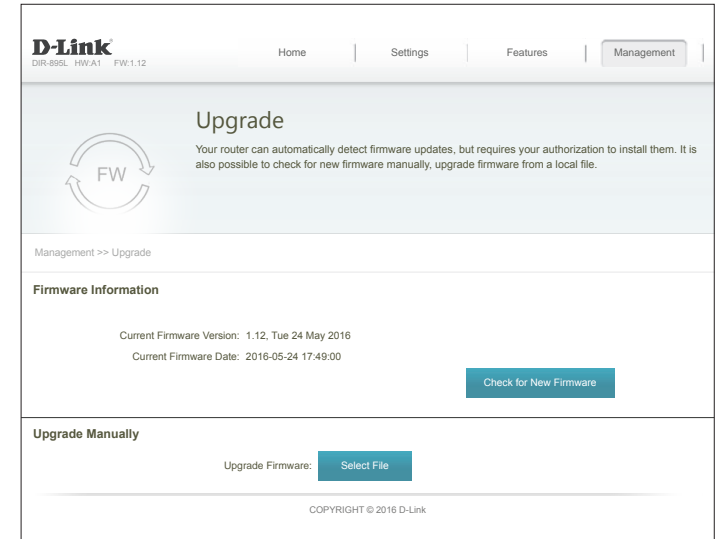 D-Link
DIR-895L HW:A1 FW:1.12
Home Settings Features Management
Upgrade
Your router can automatically detect firmware updates, but requires your authorization to install them. It is
also possible to check for new firmware manually, upgrade firmware from a local file.
FW
Management >> Upgrade
Firmware Information
Current Firmware Version: 1.12, Tue 24 May 2016
Current Firmware Date: 2016-05-24 17:49:00
Check for New Firmware
Upgrade Manually
Upgrade Firmware: Select File
COPYRIGHT © 2016 D-Link